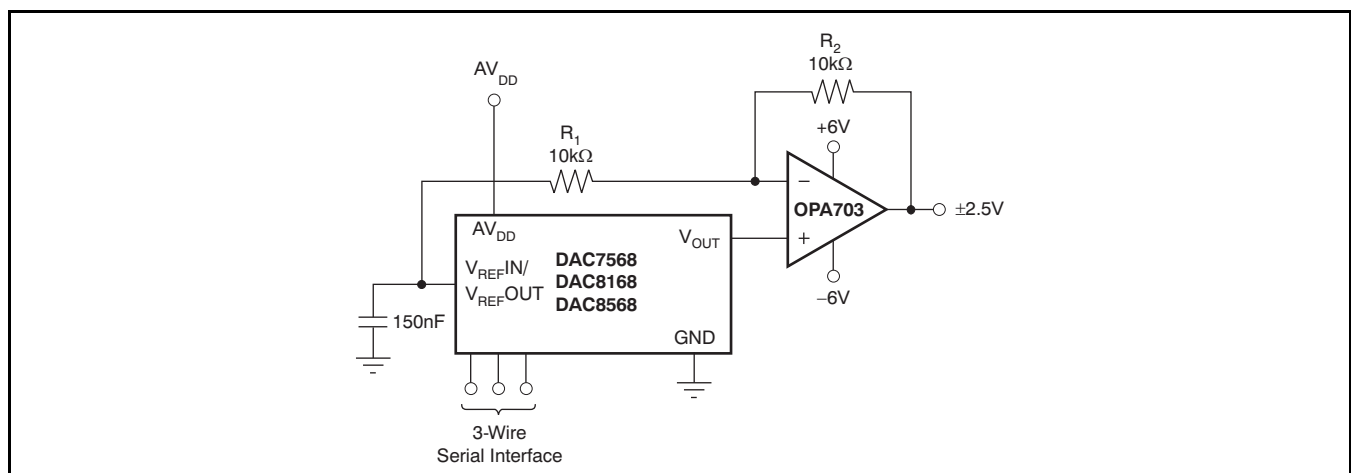 R2
10kΩ
AVDD
+6V
R1
10kΩ
−
OPA703
±2.5V
+
−6V
AVDD
VOUT
VREFIN/
VREFOUT
DAC7568
DAC8168
DAC8568
150nF
GND
3-Wire
Serial Interface